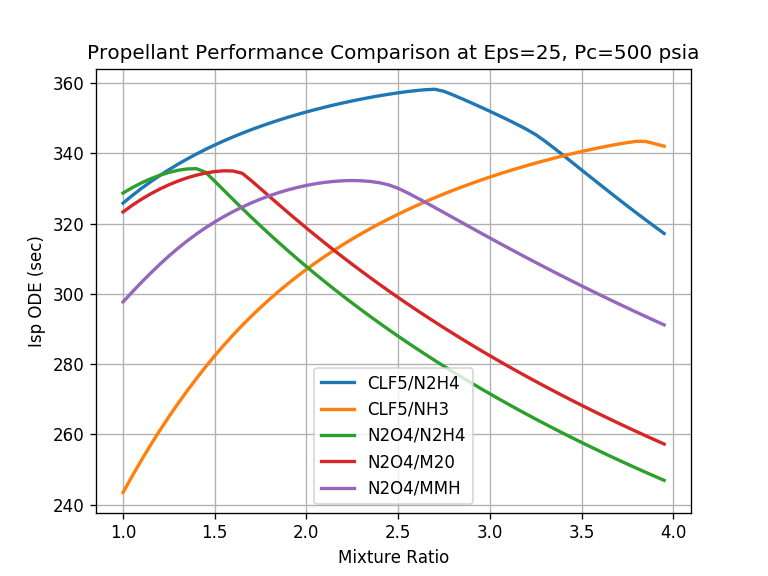 Propellant Performance Comparison at Eps=25, Pc=500 psia
360
340
320
300
280
260
240
Isp ODE (sec)
CLF5/N2H4
CLF5/NH3
N2O4/N2H4
N2O4/M20
N2O4/MMH
1.0 1.5 2.0 2.5 3.0 3.5 4.0
Mixture Ratio